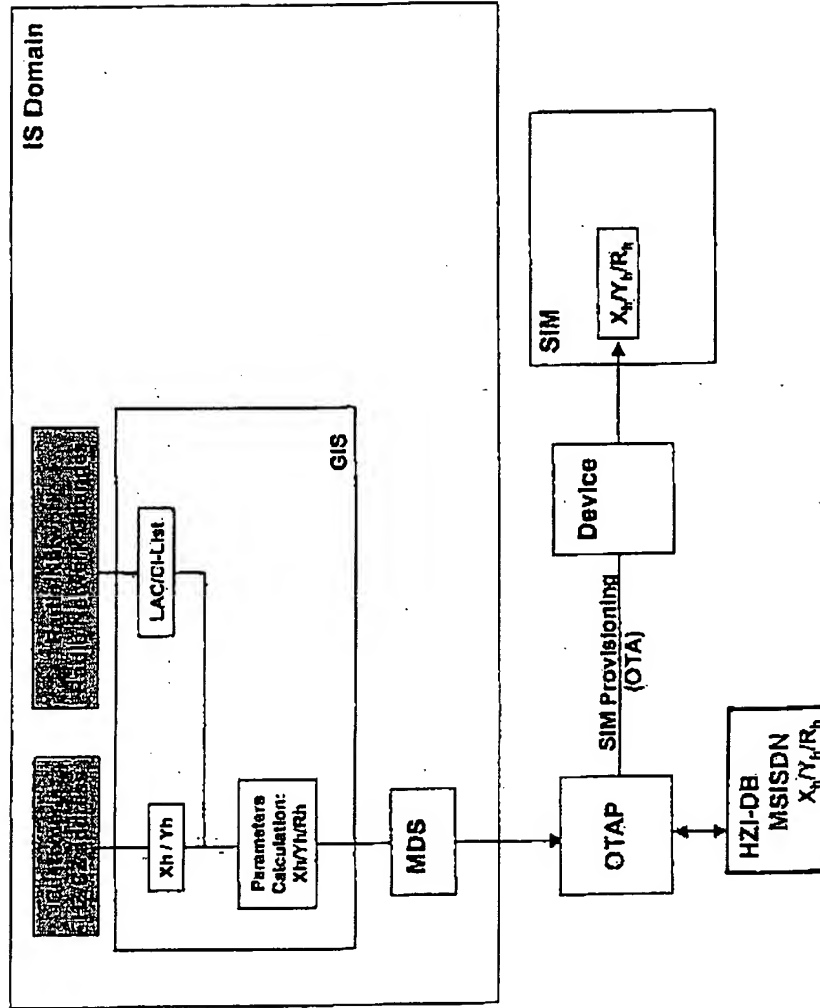 IS Domain
GIS
Xh / Yh
LAC/CI-List
Parameters
Calculation:
Xh/Yh/Rh
MDS
OTAP
SIM Provisioning
(OTA)
Device
SIM
Xₕ/Yₕ/Rₕ
HZI-DB
MSISDN
Xₕ/Yₕ/Rₕ